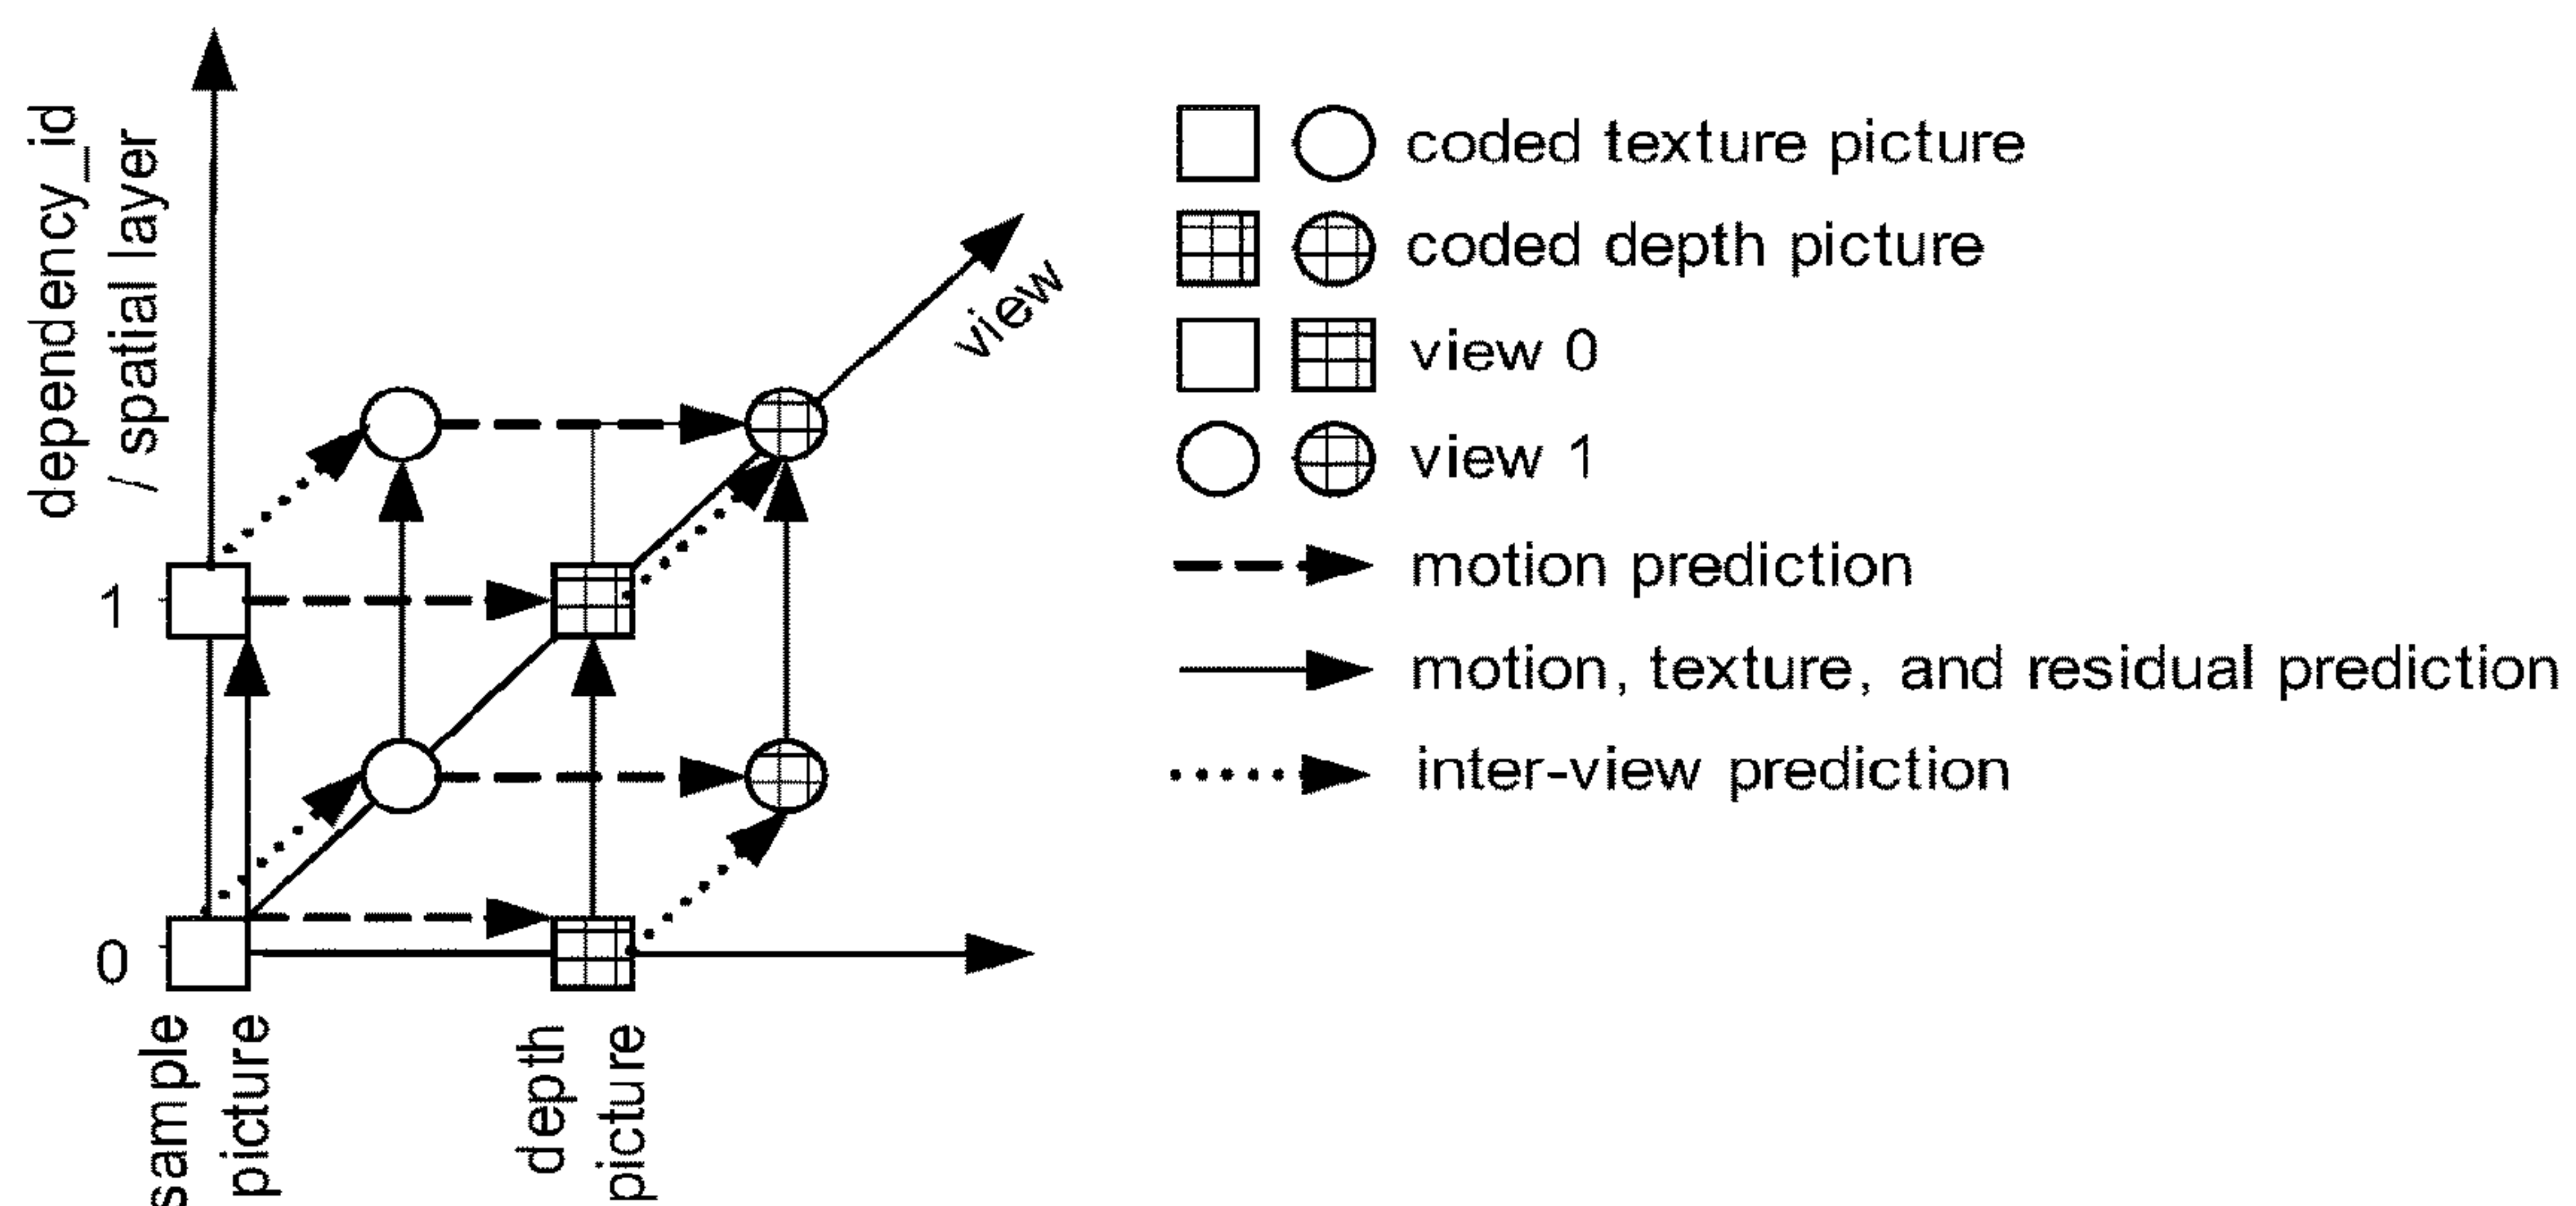 dependency_id
/ spatial layer
view
1
0
sample
picture
depth
picture
coded texture picture
coded depth picture
view 0
view 1
motion prediction
motion, texture, and residual prediction
inter-view prediction